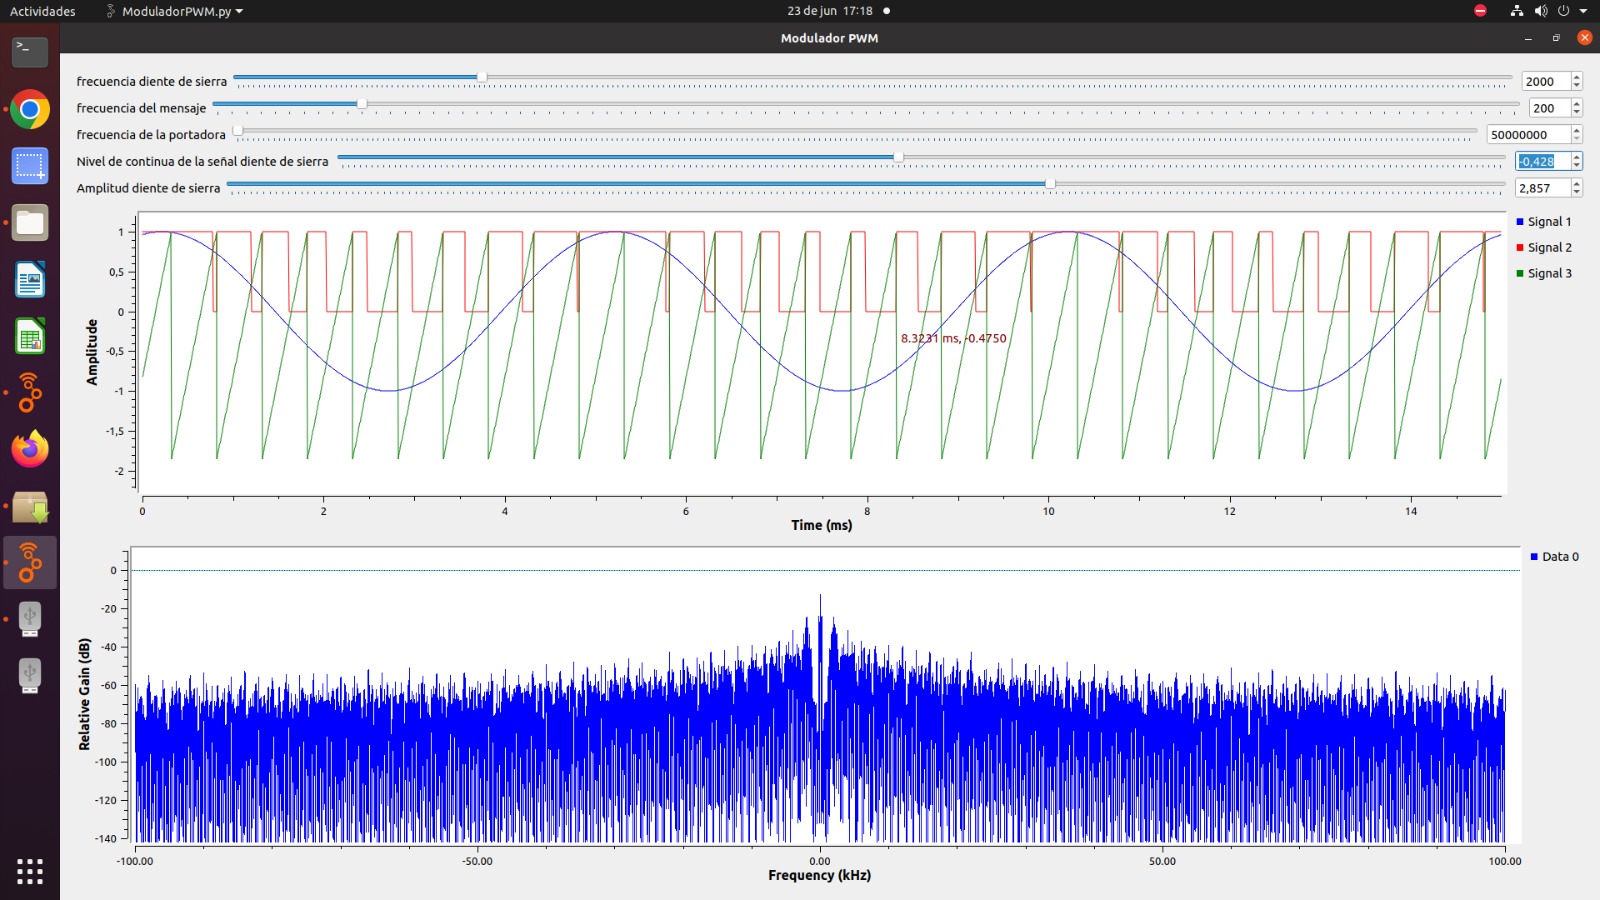 Actividades ModuladorPWM.py 23 de jun 17:18
Modulador PWM
frecuencia diente de sierra 2000
frecuencia del mensaje 200
frecuencia de la portadora 50000000
Nivel de continua de la señal diente de sierra -0,428
Amplitud diente de sierra 2,857
Signal 1
Signal 2
Signal 3
1
0,5
0
-0,5
-1
-1,5
-2
Amplitude
8.3231 ms, -0.4750
0 2 4 6 8 10 12 14
Time (ms)
Data 0
0
-20
-40
-60
-80
-100
-120
-140
Relative Gain (dB)
-100.00 -50.00 0.00 50.00 100.00
Frequency (kHz)